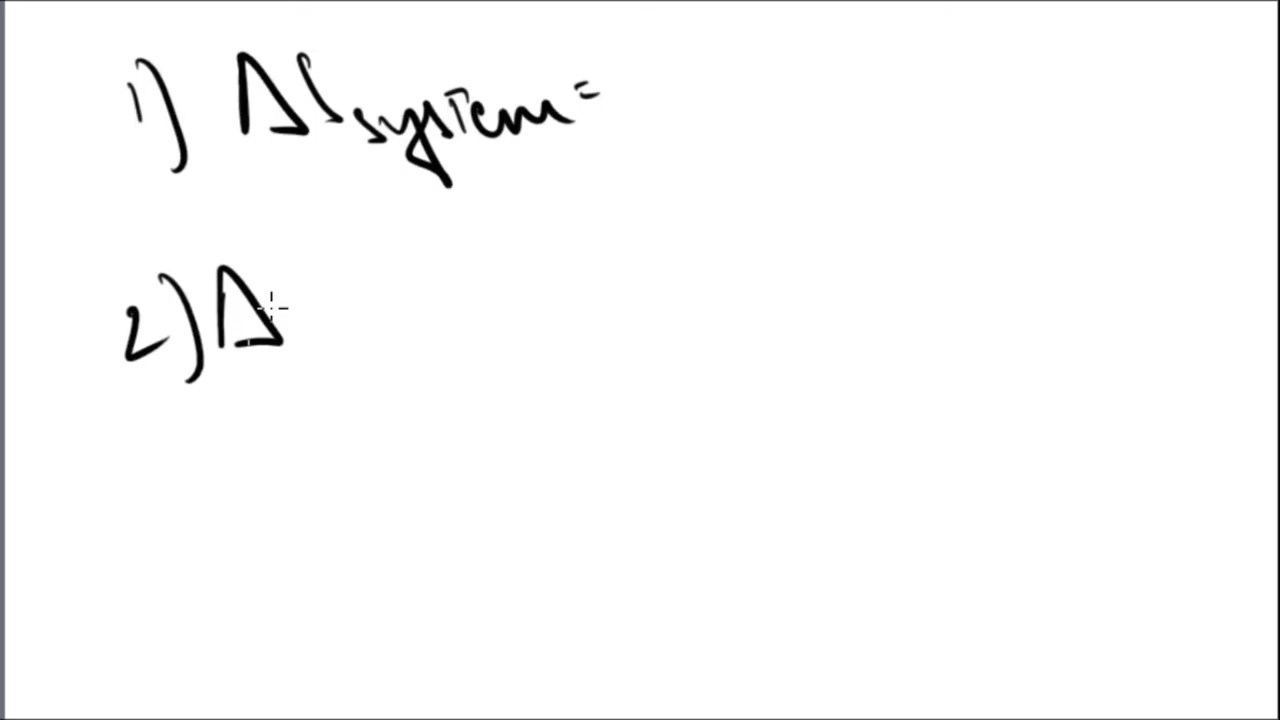 1) ΔS system =
2) Δ